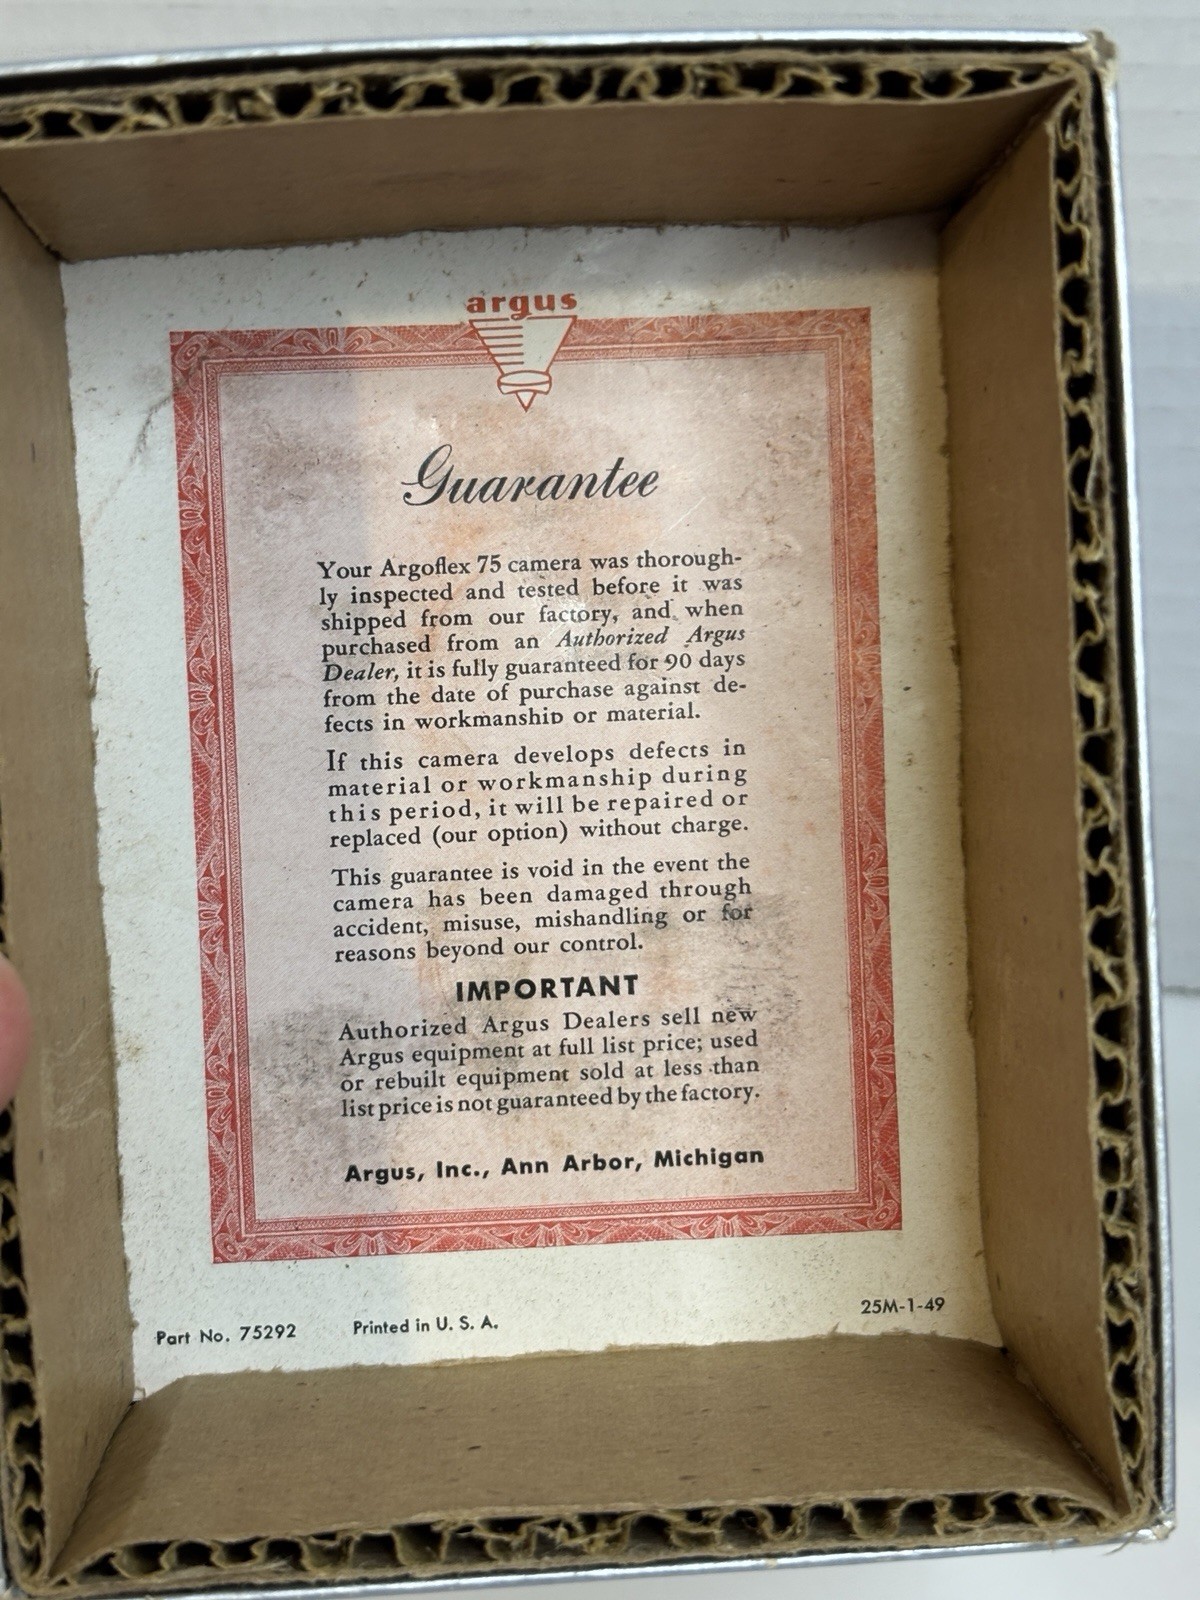 argus
Guarantee
Your Argoflex 75 camera was thorough-
ly inspected and tested before it was
shipped from our factory, and when
purchased from an Authorized Argus
Dealer, it is fully guaranteed for 90 days
from the date of purchase against de-
fects in workmanship or material.
If this camera develops defects in
material or workmanship during
this period, it will be repaired or
replaced (our option) without charge.
This guarantee is void in the event the
camera has been damaged through
accident, misuse, mishandling or for
reasons beyond our control.
IMPORTANT
Authorized Argus Dealers sell new
Argus equipment at full list price; used
or rebuilt equipment sold at less than
list price is not guaranteed by the factory.
Argus, Inc., Ann Arbor, Michigan
Part No. 75292 Printed in U. S. A. 25M-1-49